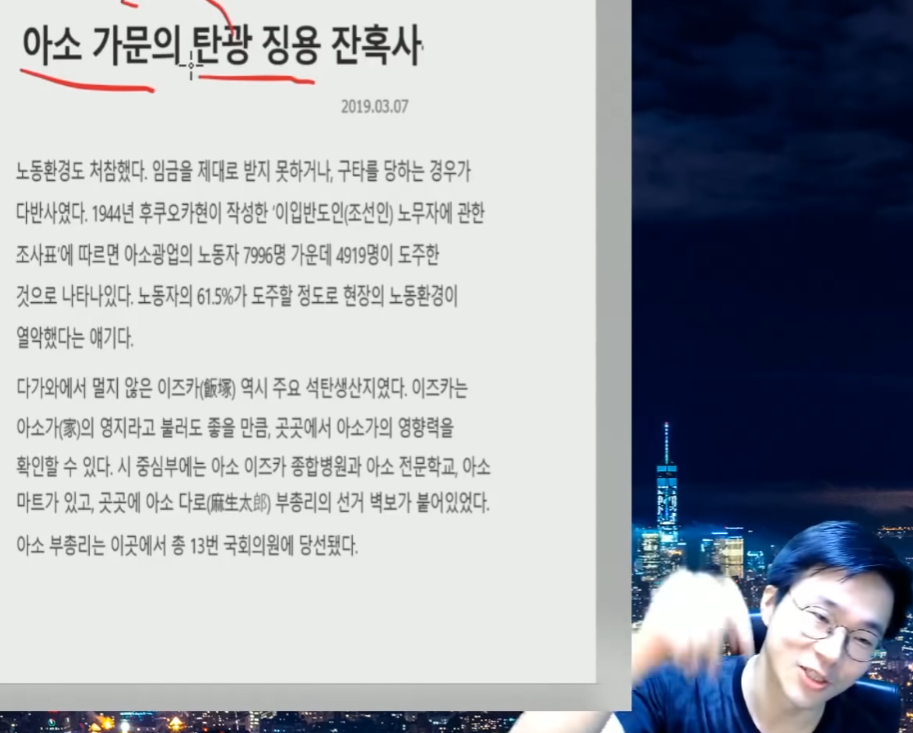 아소 가문의 탄광 징용 잔혹사
2019.03.07
노동환경도 처참했다. 임금을 제대로 받지 못하거나, 구타를 당하는 경우가
다반사였다. 1944년 후쿠오카현이 작성한 '이입반도인(조선인) 노무자에 관한
조사표'에 따르면 아소광업의 노동자 7996명 가운데 4919명이 도주한
것으로 나타나있다. 노동자의 61.5%가 도주할 정도로 현장의 노동환경이
열악했다는 얘기다.
다가와에서 멀지 않은 이즈카(飯塚) 역시 주요 석탄생산지였다. 이즈카는
아소가(家)의 영지라고 불러도 좋을 만큼, 곳곳에서 아소가의 영향력을
확인할 수 있다. 시 중심부에는 아소 이즈카 종합병원과 아소 전문학교, 아소
마트가 있고, 곳곳에 아소 다로(麻生太郎) 부총리의 선거 벽보가 붙어있었다.
아소 부총리는 이곳에서 총 13번 국회의원에 당선됐다.